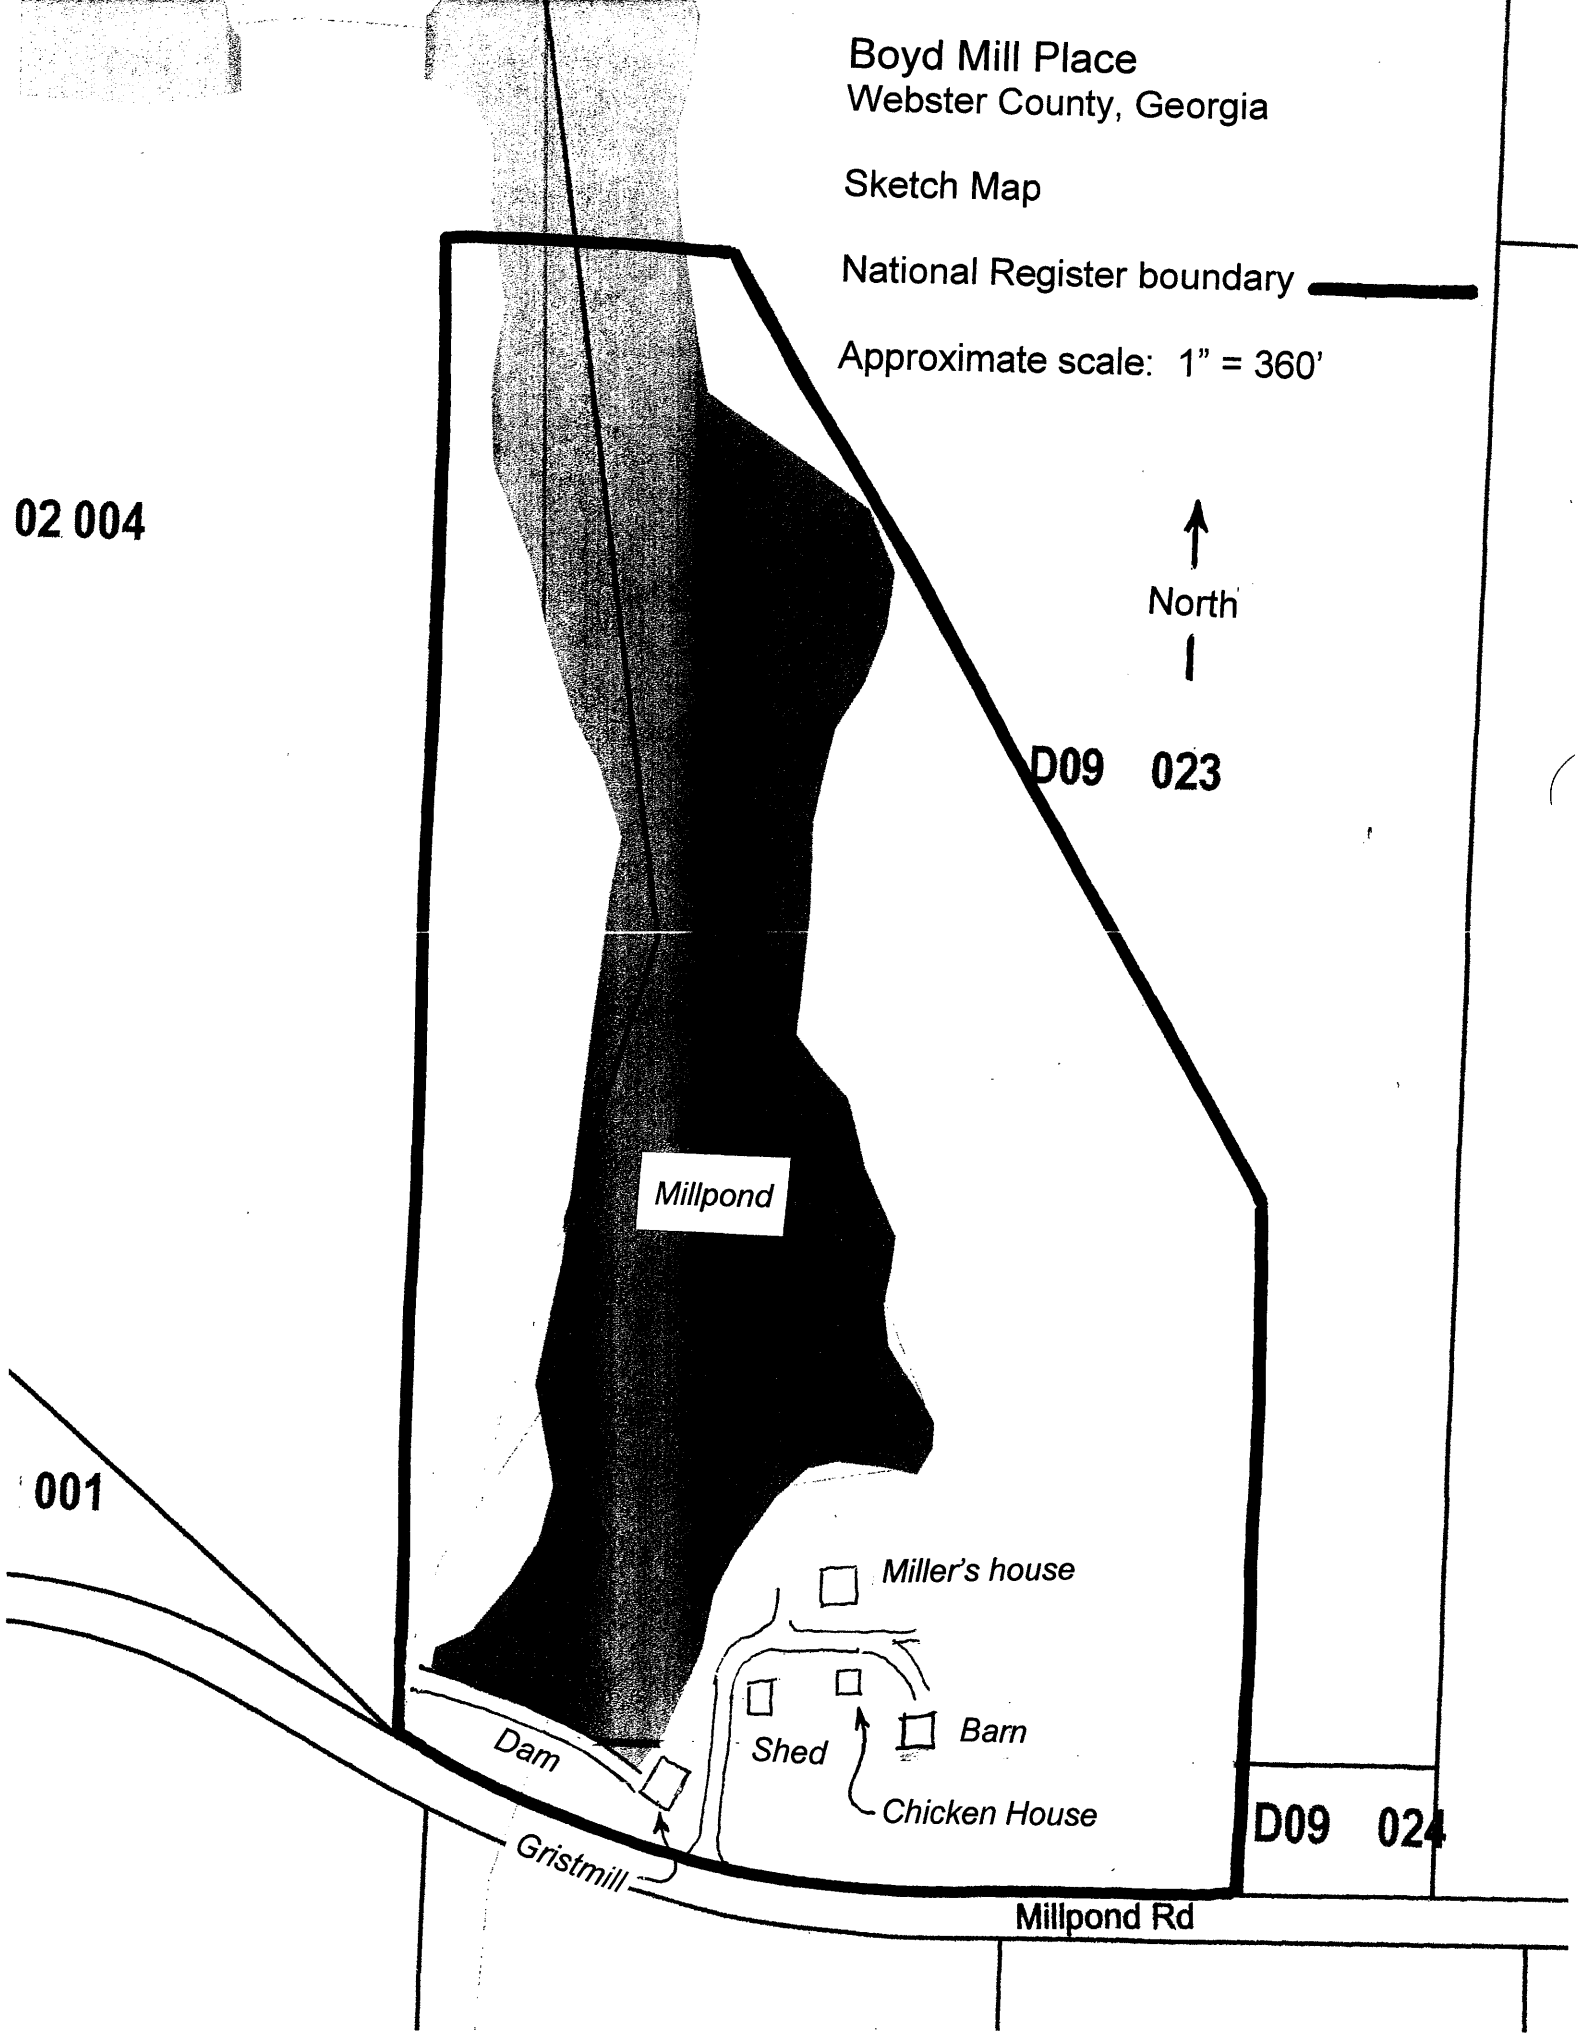 Boyd Mill Place
Webster County, Georgia
Sketch Map
National Register boundary
Approximate scale: 1" = 360'
02 004
North
D09 023
Millpond
001
Miller's house
Dam
Shed
Barn
Chicken House
D09 024
Gristmill
Millpond Rd